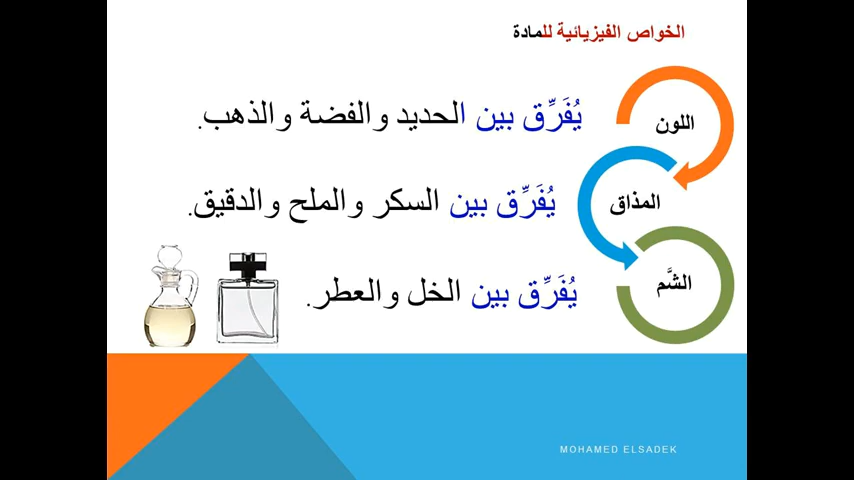 الخواص الفيزيائية للمادة
اللون
يُفَرِّق بين الحديد والفضة والذهب.
المذاق
يُفَرِّق بين السكر والملح والدقيق.
الشَّم
يُفَرِّق بين الخل والعطر.
MOHAMED ELSADEK